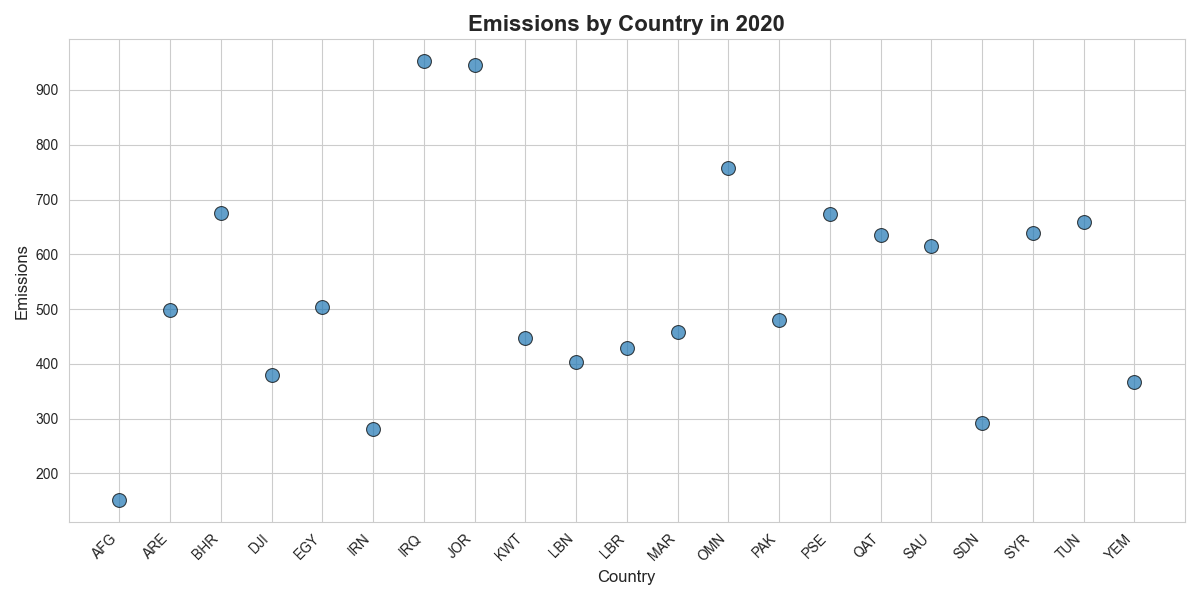 Emissions by Country in 2020
Emissions
900
800
700
600
500
400
300
200
AFG
ARE
BHR
DJI
EGY
IRN
IRQ
JOR
KWT
LBN
LBR
MAR
OMN
PAK
PSE
QAT
SAU
SDN
SYR
TUN
YEM
Country